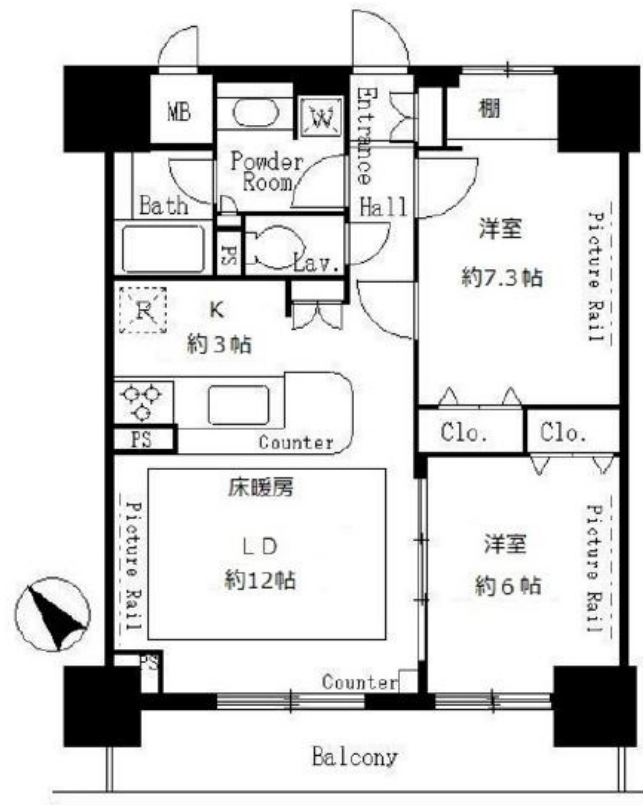 MB
W
Entrance
Hall
棚
Powder
Room
Bath
PS
Lav.
洋室
約7.3帖
Picture Rail
R
K
約3帖
PS
Counter
Clo.
Clo.
床暖房
LD
約12帖
Picture Rail
洋室
約6帖
Picture Rail
PS
Counter
Balcony